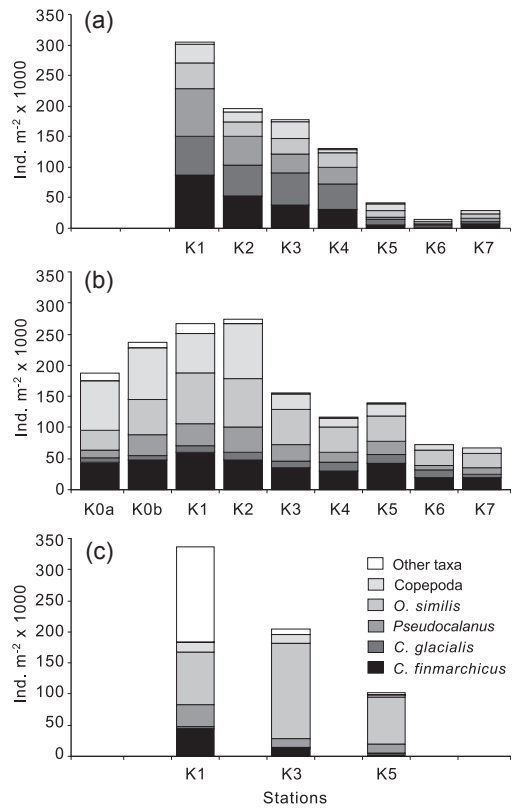 (a)
Ind. m-2 x 1000
350
300
250
200
150
100
50
0
K1 K2 K3 K4 K5 K6 K7
(b)
Ind. m-2 x 1000
350
300
250
200
150
100
50
0
K0a K0b K1 K2 K3 K4 K5 K6 K7
(c)
Ind. m-2 x 1000
350
300
250
200
150
100
50
0
Other taxa
Copepoda
O. similis
Pseudocalanus
C. glacialis
C. finmarchicus
K1 K3 K5
Stations